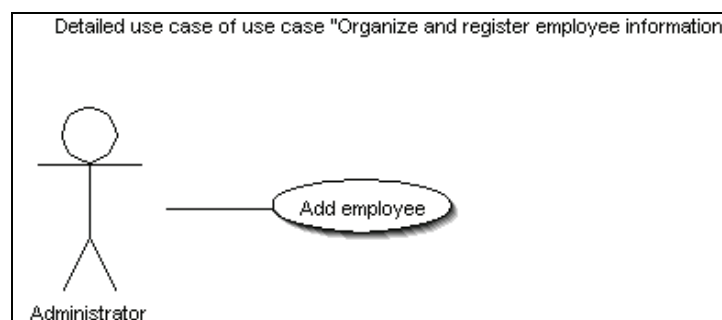 Detailed use case of use case "Organize and register employee information
Add employee
Administrator